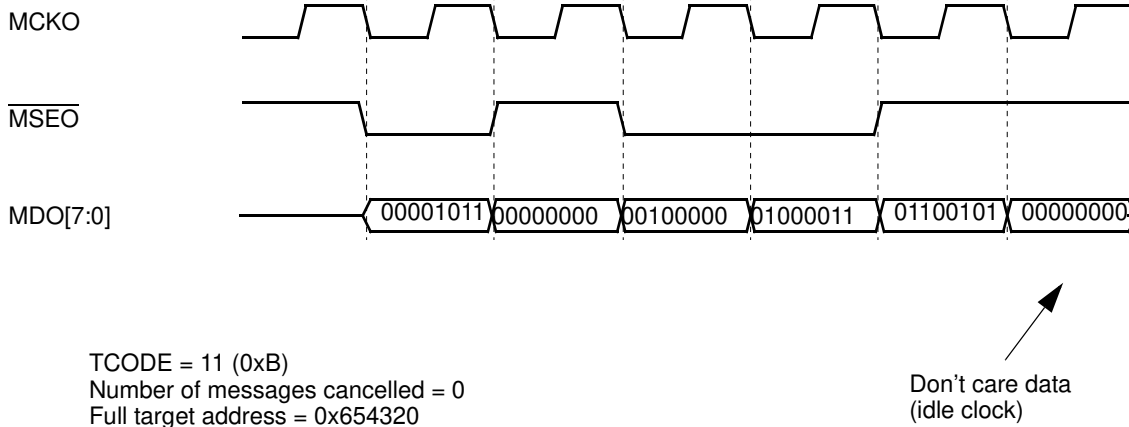 MCKO
MSEO
MDO[7:0]
00001011 00000000 00100000 01000011 01100101 00000000
TCODE = 11 (0xB)
Number of messages cancelled = 0
Full target address = 0x654320
Don't care data
(idle clock)